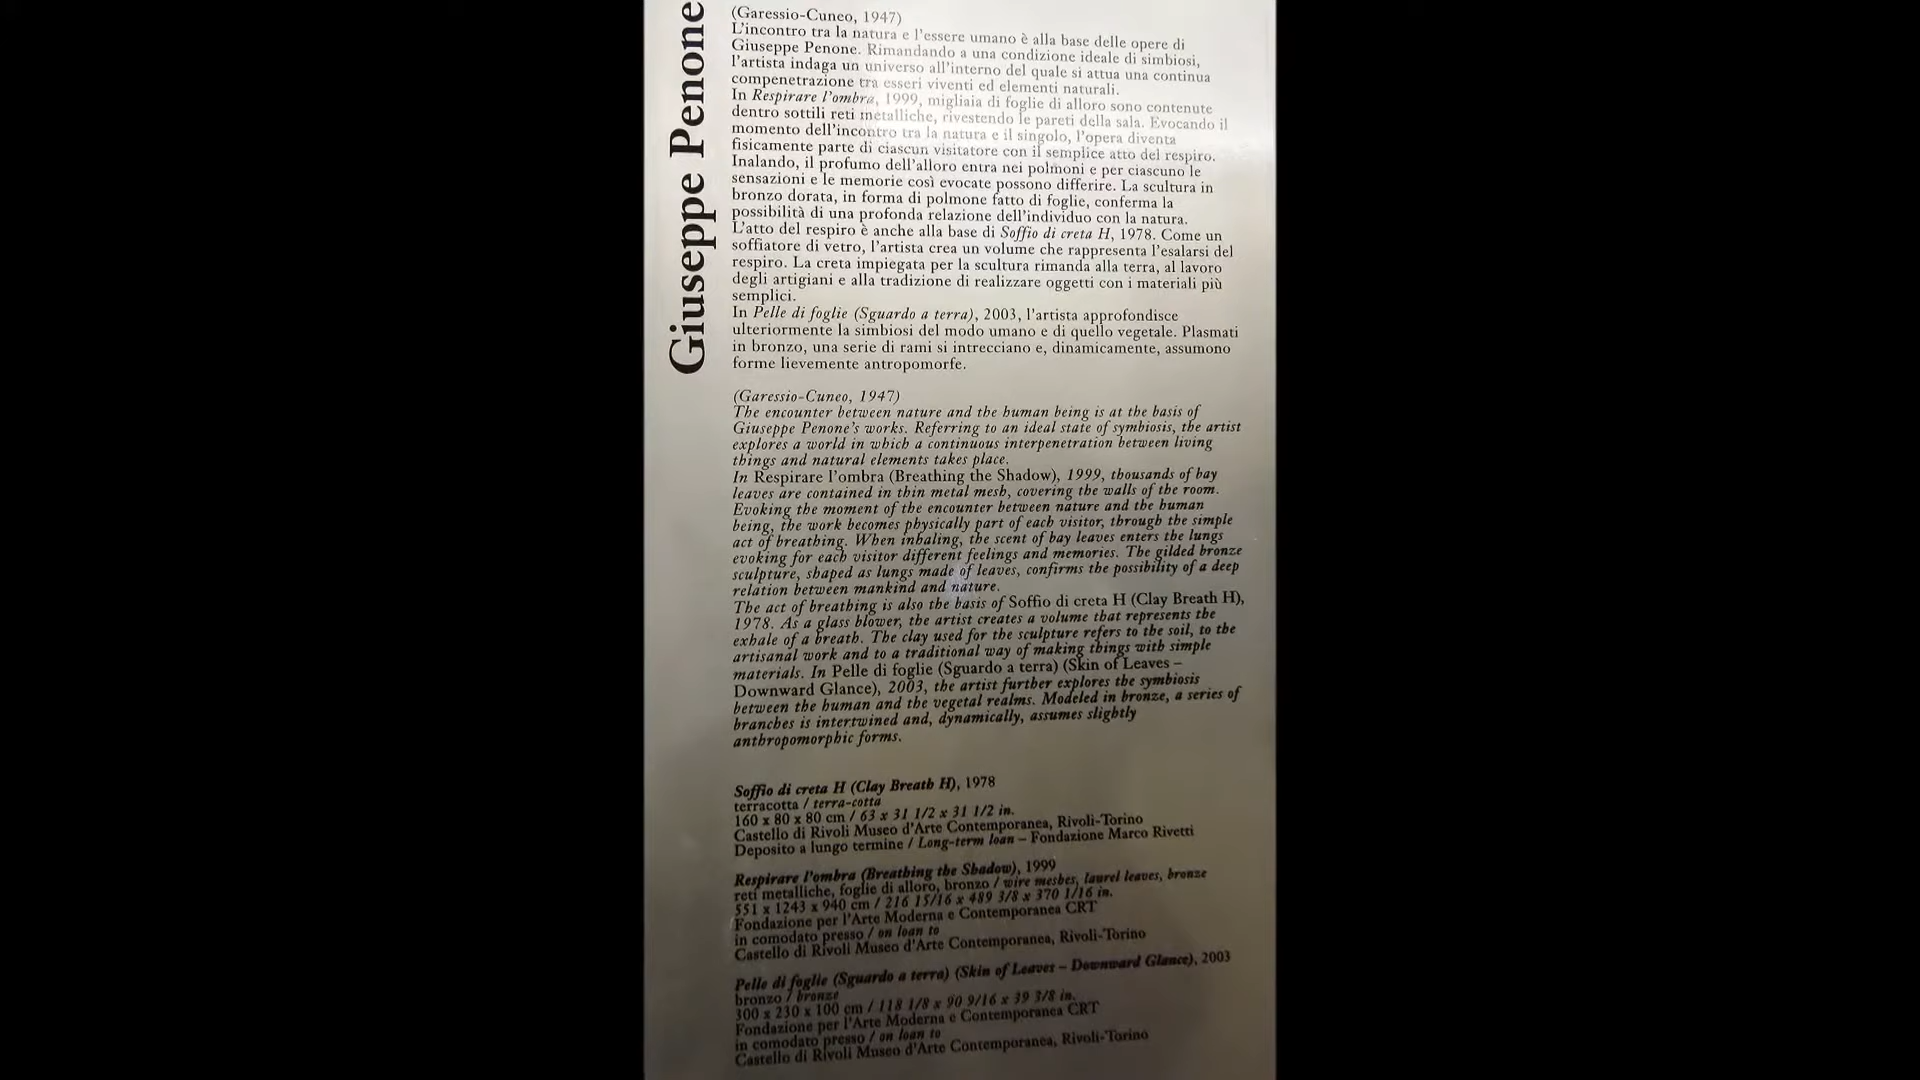 Giuseppe Penone
(Garessio-Cuneo, 1947)
L'incontro tra la natura e l'essere umano è alla base delle opere di
Giuseppe Penone. Rimandando a una condizione ideale di simbiosi,
l'artista indaga un universo all'interno del quale si attua una continua
compenetrazione tra esseri viventi ed elementi naturali.
In Respirare l'ombra, 1999, migliaia di foglie di alloro sono contenute
dentro sottili reti metalliche, rivestendo le pareti della sala. Evocando il
momento dell'incontro tra la natura e il singolo, l'opera diventa
fisicamente parte di ciascun visitatore con il semplice atto del respiro.
Inalando, il profumo dell'alloro entra nei polmoni e per ciascuno le
sensazioni e le memorie così evocate possono differire. La scultura in
bronzo dorata, in forma di polmone fatto di foglie, conferma la
possibilità di una profonda relazione dell'individuo con la natura.
L'atto del respiro è anche alla base di Soffio di creta H, 1978. Come un
soffiatore di vetro, l'artista crea un volume che rappresenta l'esalarsi del
respiro. La creta impiegata per la scultura rimanda alla terra, al lavoro
degli artigiani e alla tradizione di realizzare oggetti con i materiali più
semplici.
In Pelle di foglie (Sguardo a terra), 2003, l'artista approfondisce
ulteriormente la simbiosi del modo umano e di quello vegetale. Plasmati
in bronzo, una serie di rami si intrecciano e, dinamicamente, assumono
forme lievemente antropomorfe.
(Garessio-Cuneo, 1947)
The encounter between nature and the human being is at the basis of
Giuseppe Penone's works. Referring to an ideal state of symbiosis, the artist
explores a world in which a continuous interpenetration between living
things and natural elements takes place.
In Respirare l'ombra (Breathing the Shadow), 1999, thousands of bay
leaves are contained in thin metal mesh, covering the walls of the room.
Evoking the moment of the encounter between nature and the human
being, the work becomes physically part of each visitor, through the simple
act of breathing. When inhaling, the scent of bay leaves enters the lungs
evoking for each visitor different feelings and memories. The gilded bronze
sculpture, shaped as lungs made of leaves, confirms the possibility of a deep
relation between mankind and nature.
The act of breathing is also the basis of Soffio di creta H (Clay Breath H),
1978. As a glass blower, the artist creates a volume that represents the
exhale of a breath. The clay used for the sculpture refers to the soil, to the
artisanal work and to a traditional way of making things with simple
materials. In Pelle di foglie (Sguardo a terra) (Skin of Leaves –
Downward Glance), 2003, the artist further explores the symbiosis
between the human and the vegetal realms. Modeled in bronze, a series of
branches is intertwined and, dynamically, assumes slightly
anthropomorphic forms.
Soffio di creta H (Clay Breath H), 1978
terracotta / terra-cotta
160 x 80 x 80 cm / 63 x 31 1/2 x 31 1/2 in.
Castello di Rivoli Museo d'Arte Contemporanea, Rivoli-Torino
Deposito a lungo termine / Long-term loan – Fondazione Marco Rivetti
Respirare l'ombra (Breathing the Shadow), 1999
reti metalliche, foglie di alloro, bronzo / wire meshes, laurel leaves, bronze
551 x 1243 x 940 cm / 216 15/16 x 489 3/8 x 370 1/16 in.
Fondazione per l'Arte Moderna e Contemporanea CRT
in comodato presso / on loan to
Castello di Rivoli Museo d'Arte Contemporanea, Rivoli-Torino
Pelle di foglie (Sguardo a terra) (Skin of Leaves – Downward Glance), 2003
bronzo / bronze
300 x 230 x 100 cm / 118 1/8 x 90 9/16 x 39 3/8 in.
Fondazione per l'Arte Moderna e Contemporanea CRT
in comodato presso / on loan to
Castello di Rivoli Museo d'Arte Contemporanea, Rivoli-Torino